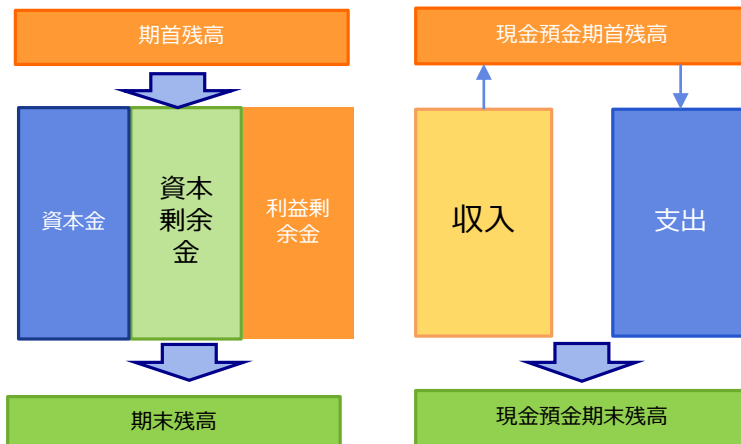 期首残高
資本金
資本
剰余
金
利益剰
余金
期末残高
現金預金期首残高
収入
支出
現金預金期末残高